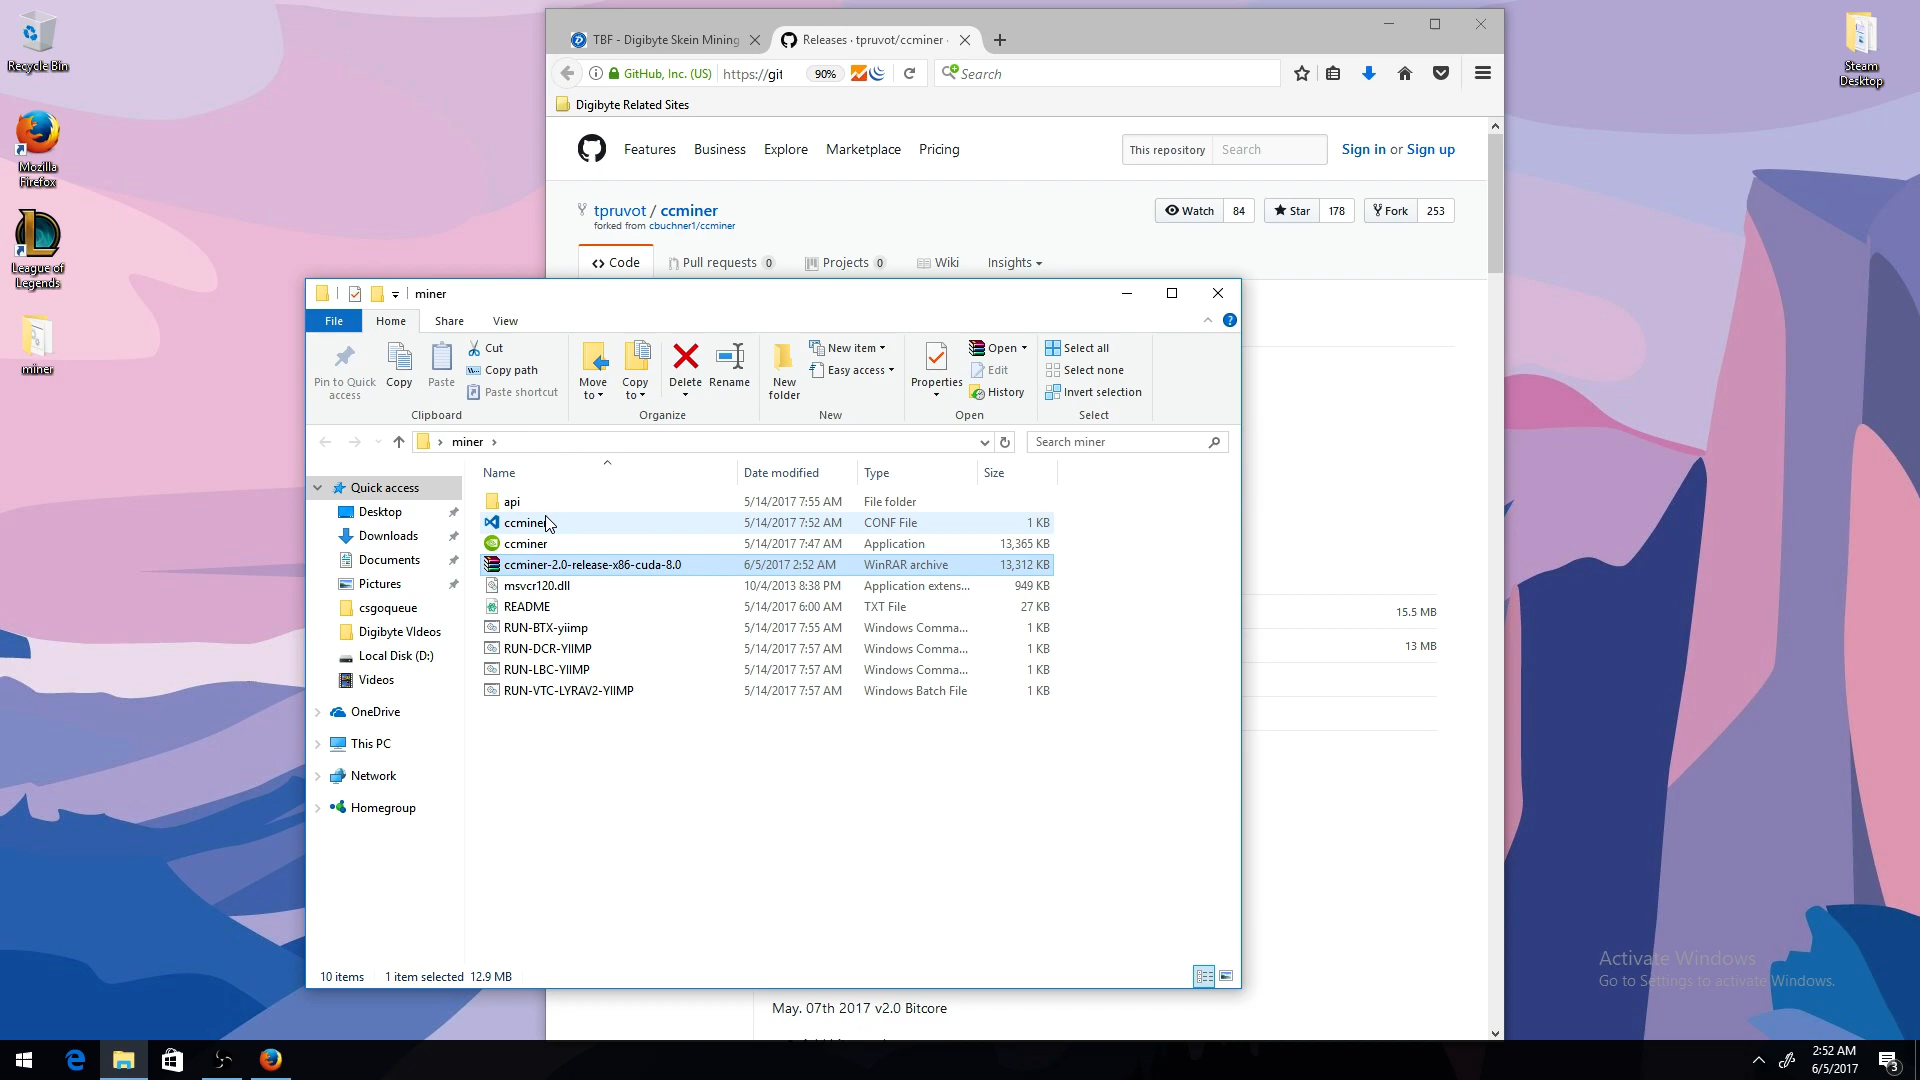 Recycle Bin
Mozilla
Firefox
League of
Legends
miner
Steam
Desktop
TBF - Digibyte Skein Mining
Releases · tpruvot/ccminer ·
GitHub, Inc. (US)
https://git
90%
Search
Digibyte Related Sites
Features
Business
Explore
Marketplace
Pricing
This repository
Search
Sign in or Sign up
tpruvot / ccminer
forked from cbuchner1/ccminer
Watch 84
Star 178
Fork 253
Code
Pull requests 0
Projects 0
Wiki
Insights
miner
File
Home
Share
View
Pin to Quick
access
Copy
Paste
Cut
Copy path
Paste shortcut
Clipboard
Move
to
Copy
to
Delete
Rename
Organize
New
folder
New item
Easy access
New
Properties
Open
Edit
History
Open
Select all
Select none
Invert selection
Select
miner
Search miner
Quick access
Desktop
Downloads
Documents
Pictures
csgoqueue
Digibyte VIdeos
Local Disk (D:)
Videos
OneDrive
This PC
Network
Homegroup
Name Date modified Type Size
api 5/14/2017 7:55 AM File folder
ccminer 5/14/2017 7:52 AM CONF File 1 KB
ccminer 5/14/2017 7:47 AM Application 13,365 KB
ccminer-2.0-release-x86-cuda-8.0 6/5/2017 2:52 AM WinRAR archive 13,312 KB
msvcr120.dll 10/4/2013 8:38 PM Application extens... 949 KB
README 5/14/2017 6:00 AM TXT File 27 KB
RUN-BTX-yiimp 5/14/2017 7:55 AM Windows Comma... 1 KB
RUN-DCR-YIIMP 5/14/2017 7:57 AM Windows Comma... 1 KB
RUN-LBC-YIIMP 5/14/2017 7:57 AM Windows Comma... 1 KB
RUN-VTC-LYRAV2-YIIMP 5/14/2017 7:57 AM Windows Batch File 1 KB
10 items 1 item selected 12.9 MB
15.5 MB
13 MB
May. 07th 2017 v2.0 Bitcore
Activate Windows
Go to Settings to activate Windows.
2:52 AM
6/5/2017
3